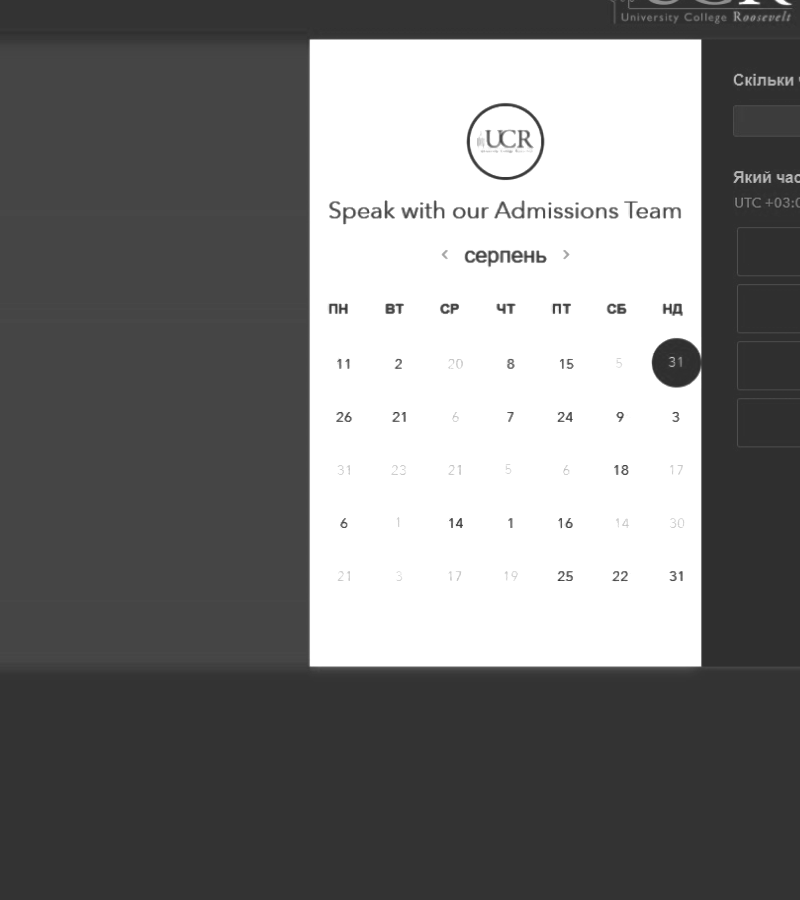 University College Roosevelt
UCR
Speak with our Admissions Team
серпень
ПН ВТ СР ЧТ ПТ СБ НД
11 2 20 8 15 5 31
26 21 6 7 24 9 3
31 23 21 5 6 18 17
6 1 14 1 16 14 30
21 3 17 19 25 22 31
Скільки
Який час
UTC +03:0